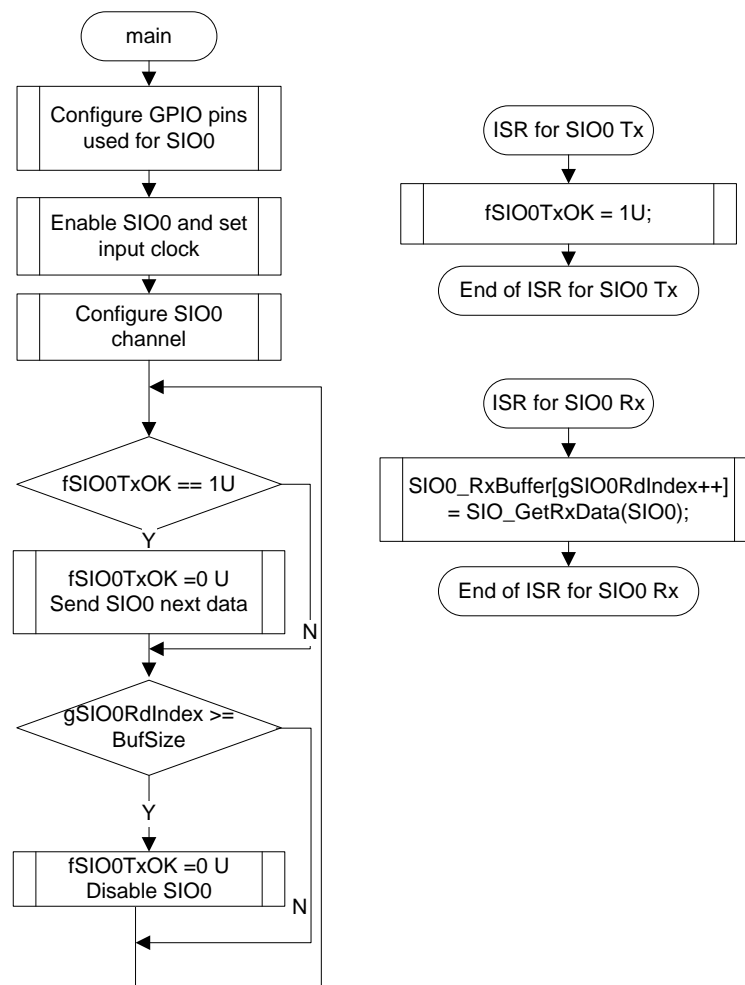 main
Configure GPIO pins
used for SIO0
Enable SIO0 and set
input clock
Configure SIO0
channel
fSIO0TxOK == 1U
Y
fSIO0TxOK =0 U
Send SIO0 next data
N
gSIO0RdIndex >=
BufSize
Y
fSIO0TxOK =0 U
Disable SIO0
N
ISR for SIO0 Tx
fSIO0TxOK = 1U;
End of ISR for SIO0 Tx
ISR for SIO0 Rx
SIO0_RxBuffer[gSIO0RdIndex++]
= SIO_GetRxData(SIO0);
End of ISR for SIO0 Rx